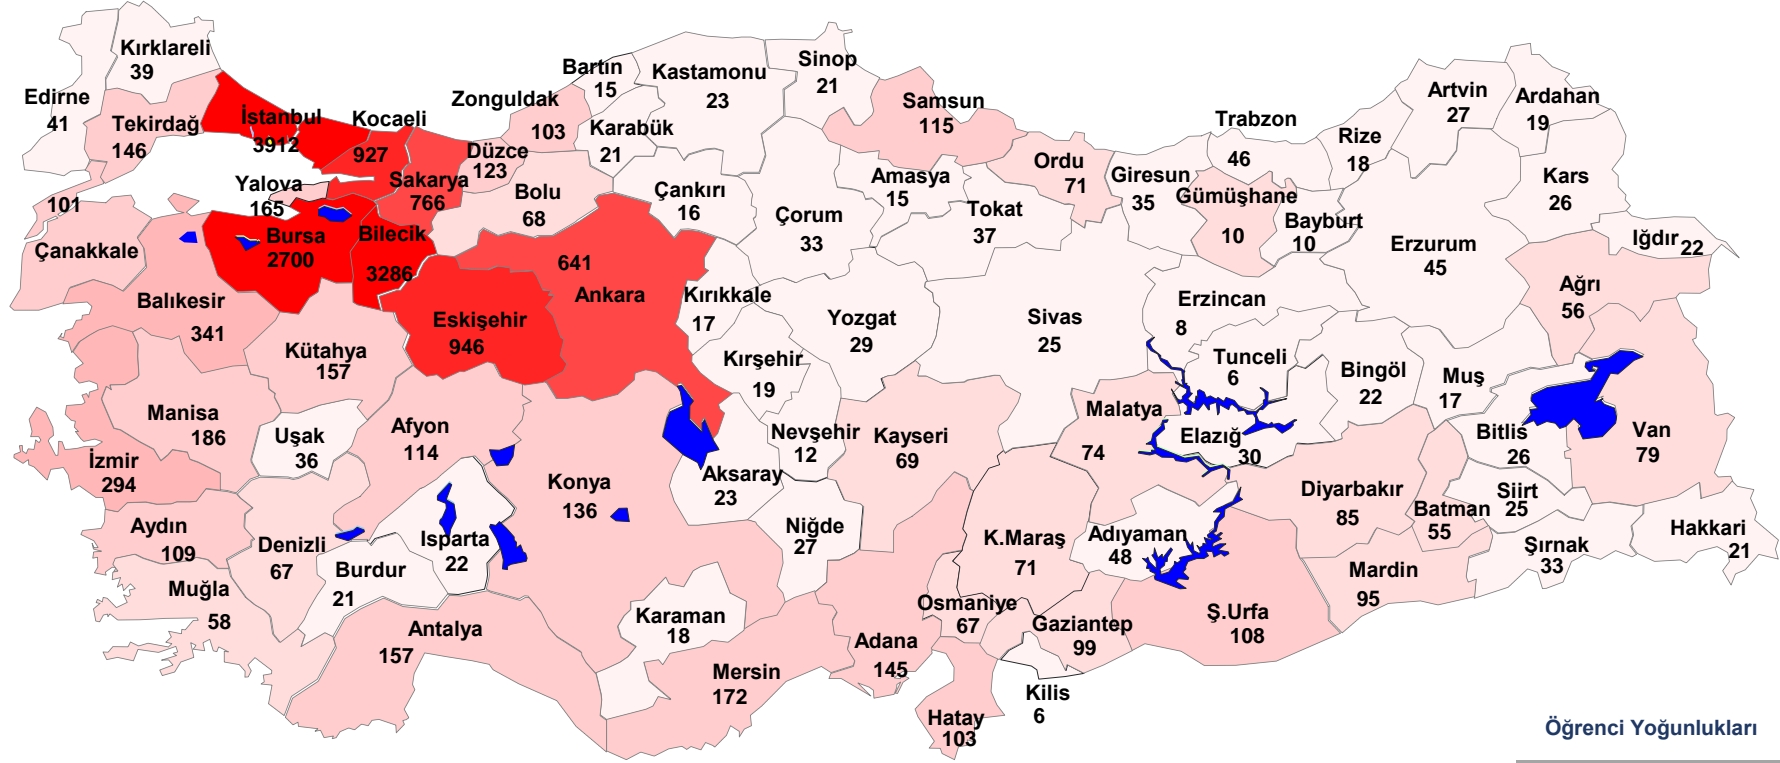 Kırklareli
39
Edirne
41
Tekirdağ
146
İstanbul
3912
Kocaeli
927
Yalova
165
Sakarya
766
Düzce
123
Zonguldak
103
Bartın
15
Karabük
21
Kastamonu
23
Sinop
21
Samsun
115
Ordu
71
Giresun
35
Trabzon
46
Rize
18
Artvin
27
Ardahan
19
Kars
26
Iğdır
22
Ağrı
56
Gümüşhane
10
Bayburt
10
Erzurum
45
Erzincan
8
Amasya
15
Tokat
37
Çorum
33
Çankırı
16
Bolu
68
101
Çanakkale
Bursa
2700
Bilecik
3286
Balıkesir
341
Eskişehir
946
641
Ankara
Kırıkkale
17
Yozgat
29
Sivas
25
Kırşehir
19
Kütahya
157
Manisa
186
Uşak
36
Afyon
114
İzmir
294
Aydın
109
Denizli
67
Muğla
58
Burdur
21
Isparta
22
Antalya
157
Konya
136
Karaman
18
Mersin
172
Aksaray
23
Nevşehir
12
Niğde
27
Kayseri
69
Adana
145
Osmaniye
67
Hatay
103
Kilis
6
Gaziantep
99
K.Maraş
71
Adıyaman
48
Malatya
74
Elazığ
30
Tunceli
6
Bingöl
22
Muş
17
Bitlis
26
Van
79
Diyarbakır
85
Batman
55
Siirt
25
Şırnak
33
Hakkari
21
Mardin
95
Ş.Urfa
108
Öğrenci Yoğunlukları